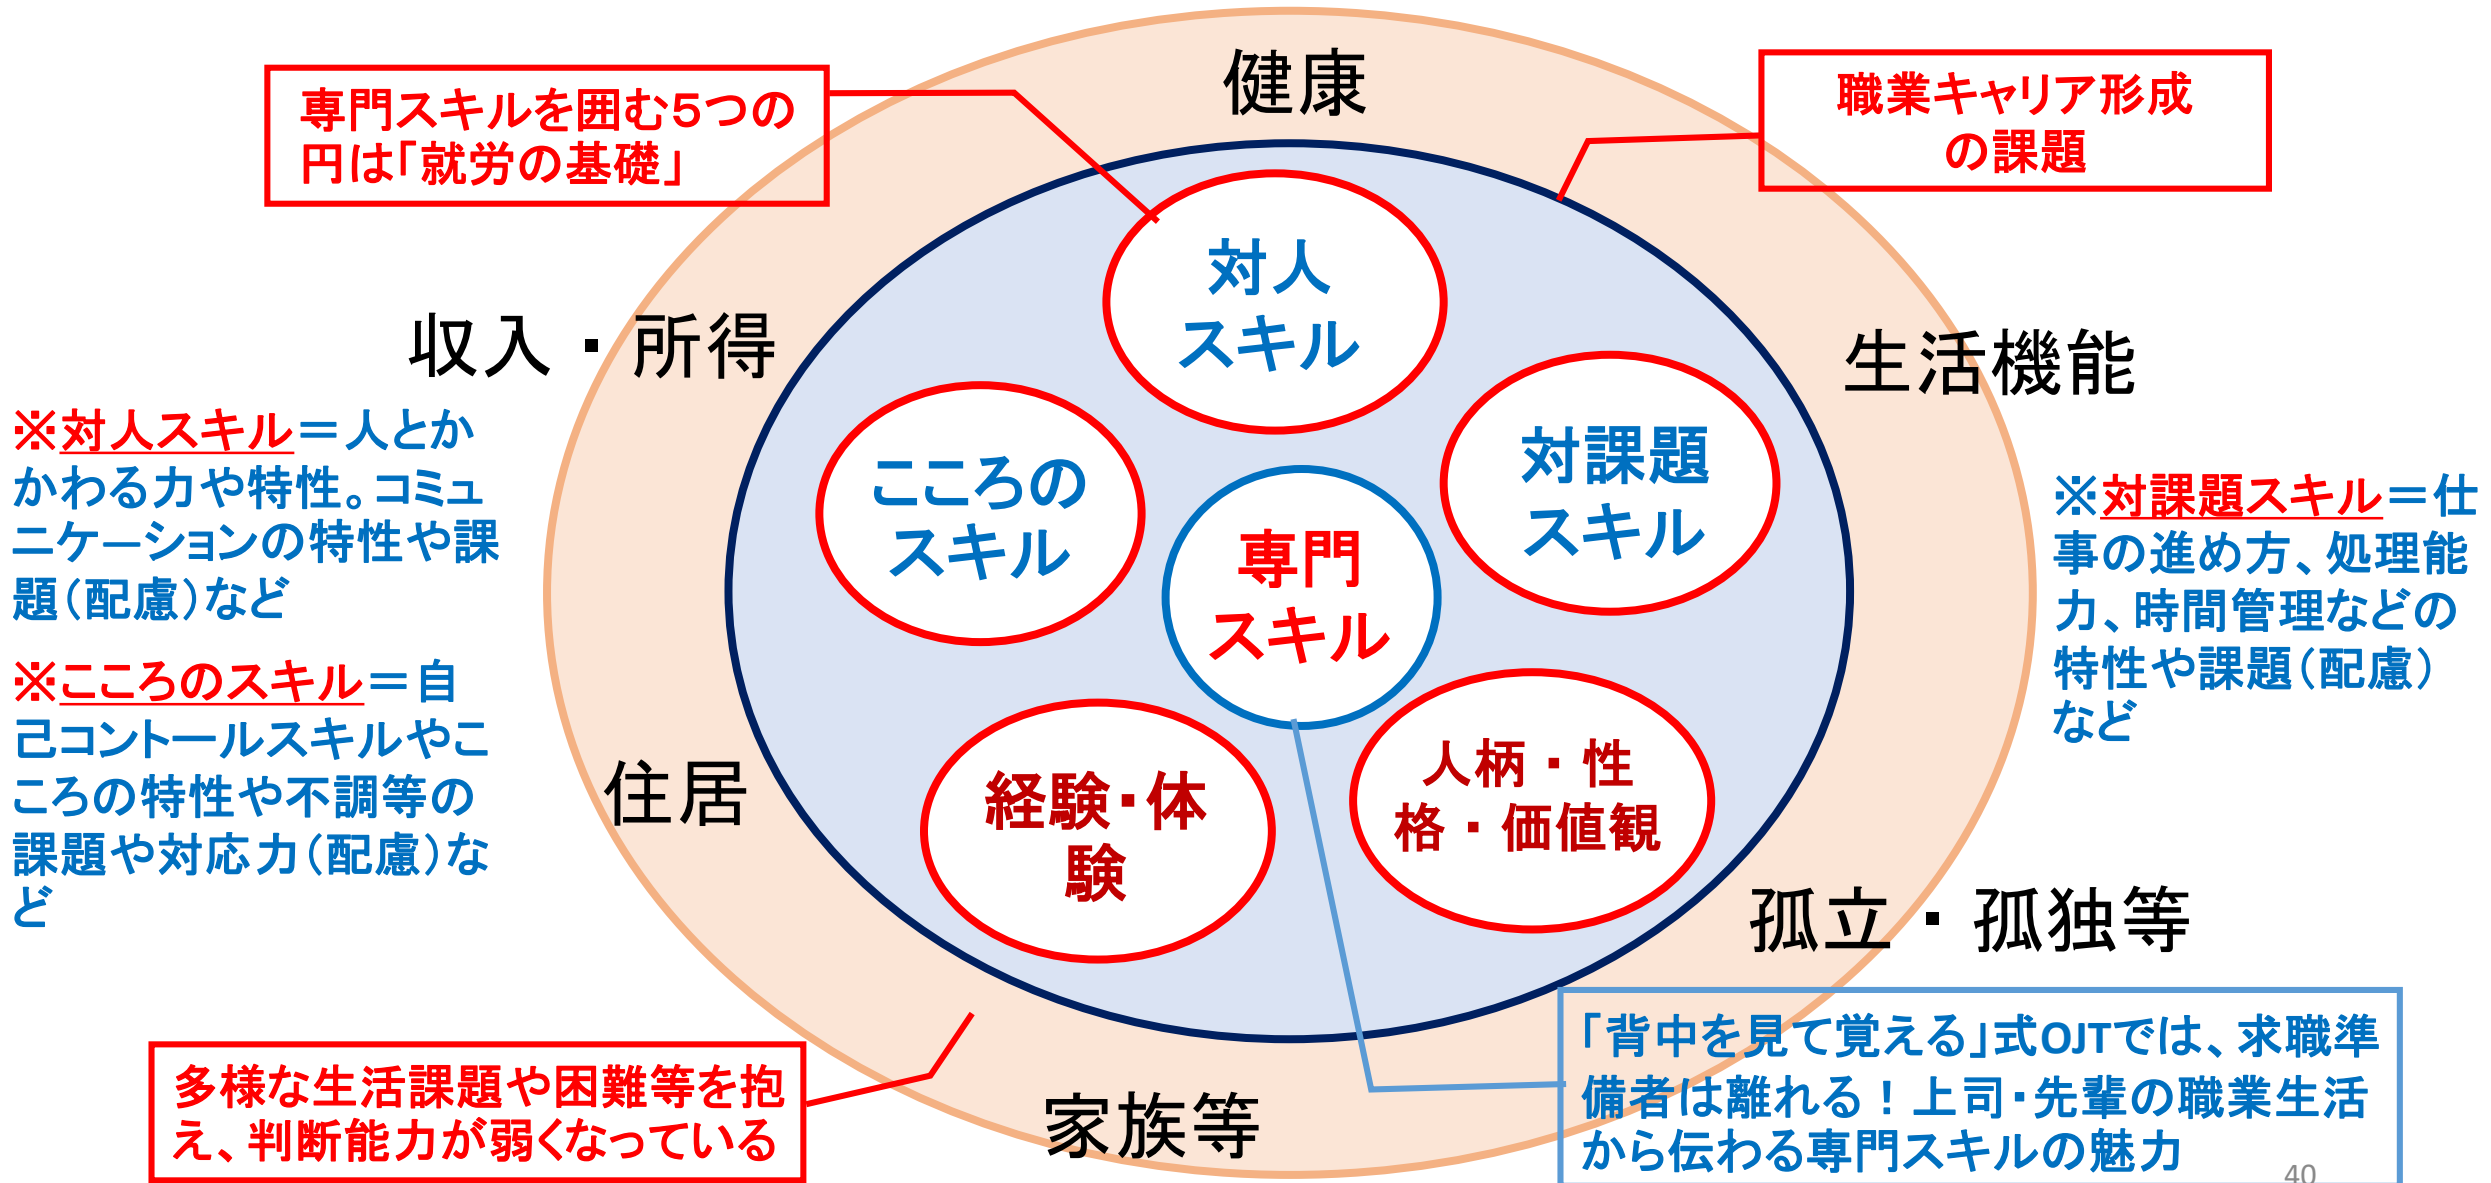 健康
専門スキルを囲む5つの
円は「就労の基礎」
職業キャリア形成
の課題
対人
スキル
収入・所得
生活機能
※対人スキル＝人とか
かわる力や特性。コミュ
ニケーションの特性や課
題（配慮）など
こころの
スキル
対課題
スキル
※対課題スキル＝仕
事の進め方、処理能
力、時間管理などの
特性や課題（配慮）
など
専門
スキル
※こころのスキル＝自
己コントールスキルやこ
ころの特性や不調等の
課題や対応力（配慮）な
ど
住居
経験・体
験
人柄・性
格・価値観
孤立・孤独等
多様な生活課題や困難等を抱
え、判断能力が弱くなっている
家族等
「背中を見て覚える」式OJTでは、求職準
備者は離れる！上司・先輩の職業生活
から伝わる専門スキルの魅力
40